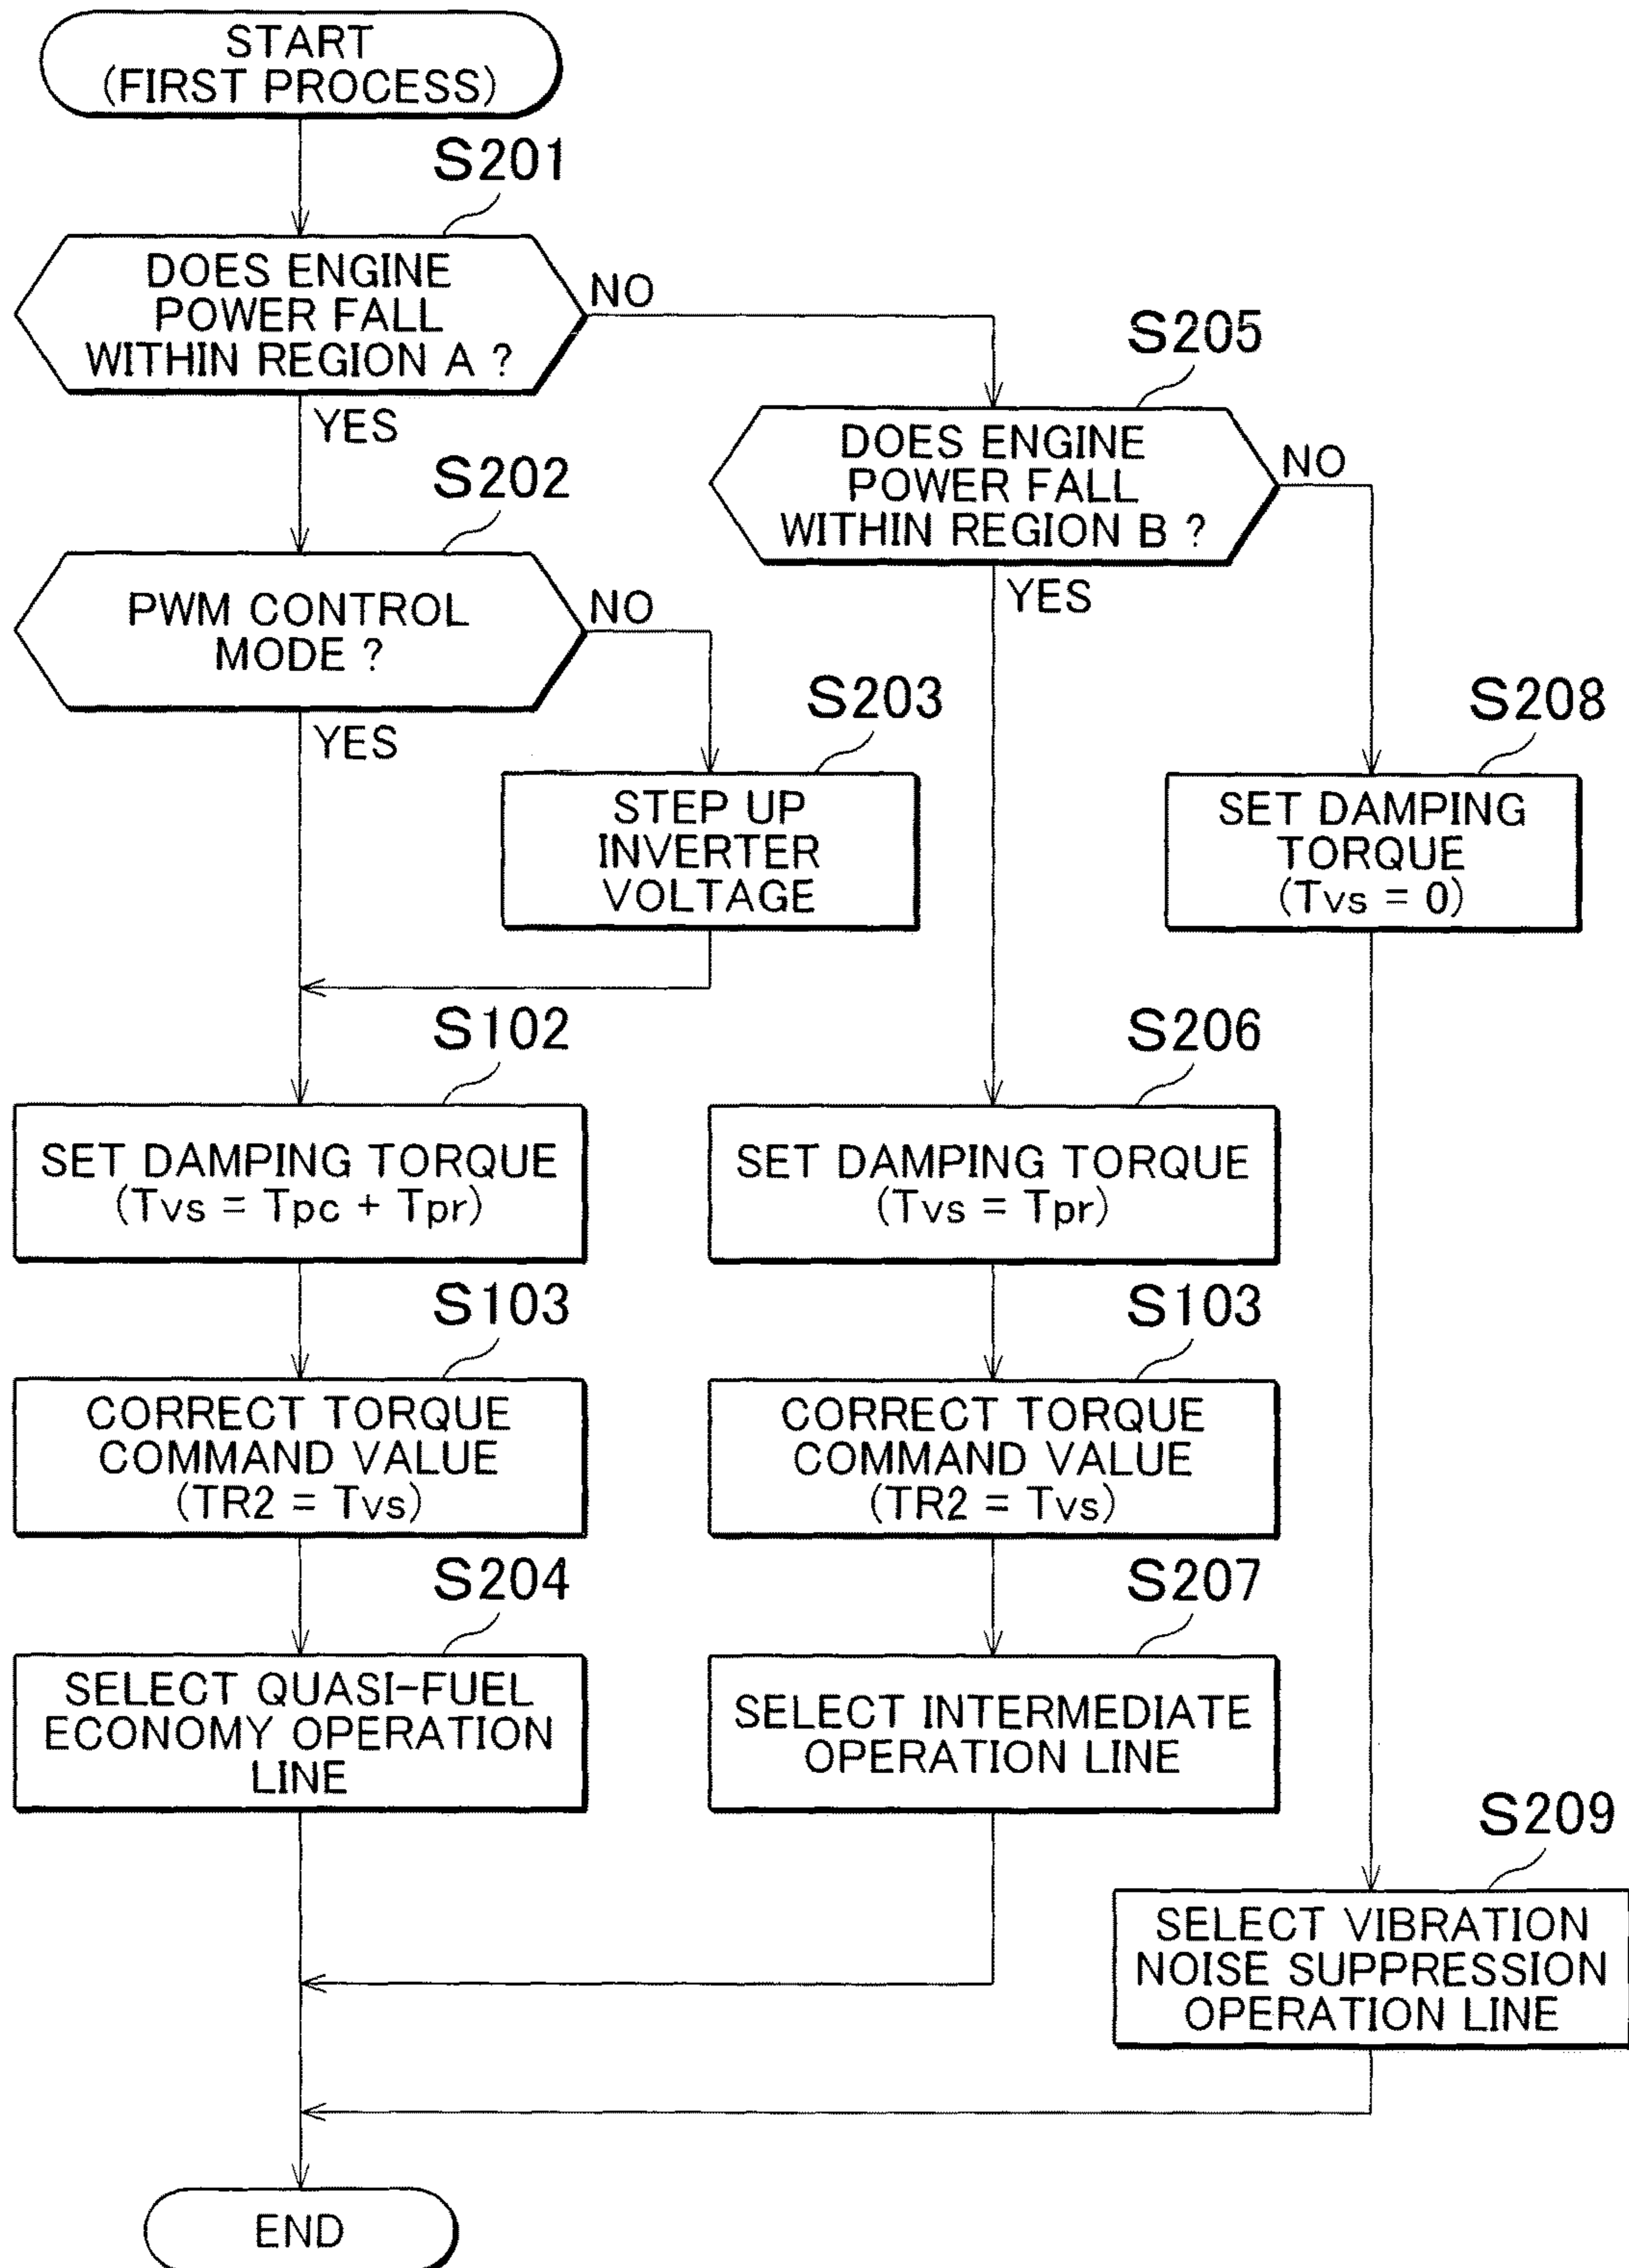 START
(FIRST PROCESS)
S201
DOES ENGINE
POWER FALL
WITHIN REGION A ?
NO
YES
S205
DOES ENGINE
POWER FALL
WITHIN REGION B ?
NO
YES
S202
PWM CONTROL
MODE ?
NO
YES
S203
STEP UP
INVERTER
VOLTAGE
S208
SET DAMPING
TORQUE
(Tvs = 0)
S102
SET DAMPING TORQUE
(Tvs = Tpc + Tpr)
S206
SET DAMPING TORQUE
(Tvs = Tpr)
S103
CORRECT TORQUE
COMMAND VALUE
(TR2 = Tvs)
S103
CORRECT TORQUE
COMMAND VALUE
(TR2 = Tvs)
S204
SELECT QUASI-FUEL
ECONOMY OPERATION
LINE
S207
SELECT INTERMEDIATE
OPERATION LINE
S209
SELECT VIBRATION
NOISE SUPPRESSION
OPERATION LINE
END